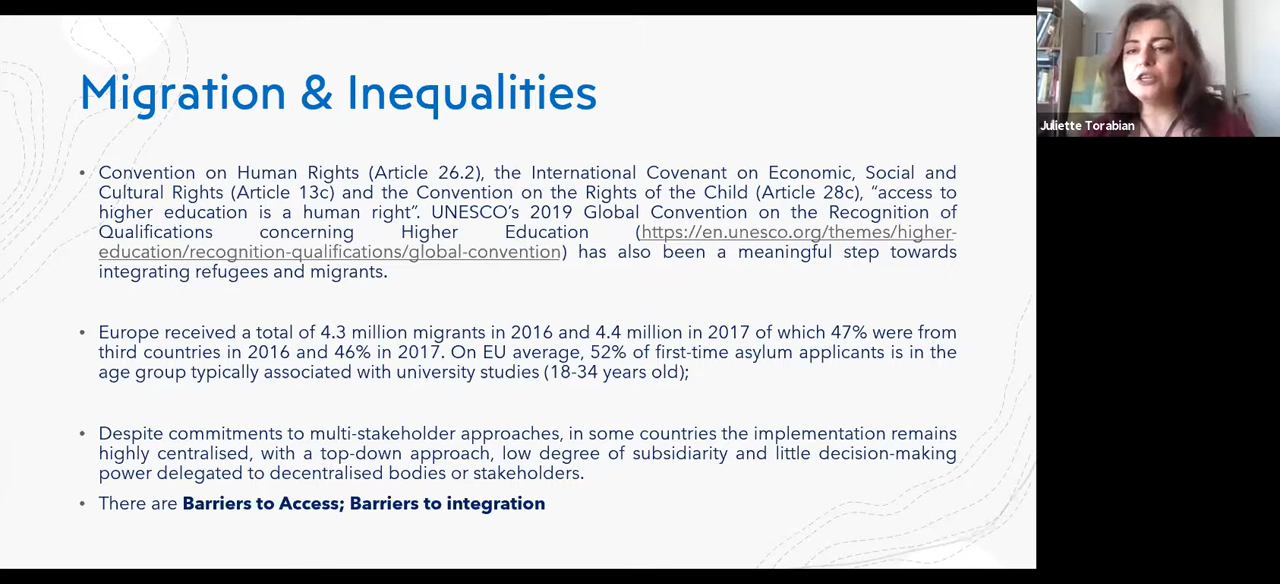 Migration & Inequalities
Juliette Torabian
• Convention on Human Rights (Article 26.2), the International Covenant on Economic, Social and
Cultural Rights (Article 13c) and the Convention on the Rights of the Child (Article 28c), “access to
higher education is a human right”. UNESCO’s 2019 Global Convention on the Recognition of
Qualifications concerning Higher Education (https://en.unesco.org/themes/higher-
education/recognition-qualifications/global-convention) has also been a meaningful step towards
integrating refugees and migrants.
• Europe received a total of 4.3 million migrants in 2016 and 4.4 million in 2017 of which 47% were from
third countries in 2016 and 46% in 2017. On EU average, 52% of first-time asylum applicants is in the
age group typically associated with university studies (18-34 years old);
• Despite commitments to multi-stakeholder approaches, in some countries the implementation remains
highly centralised, with a top-down approach, low degree of subsidiarity and little decision-making
power delegated to decentralised bodies or stakeholders.
• There are Barriers to Access; Barriers to integration